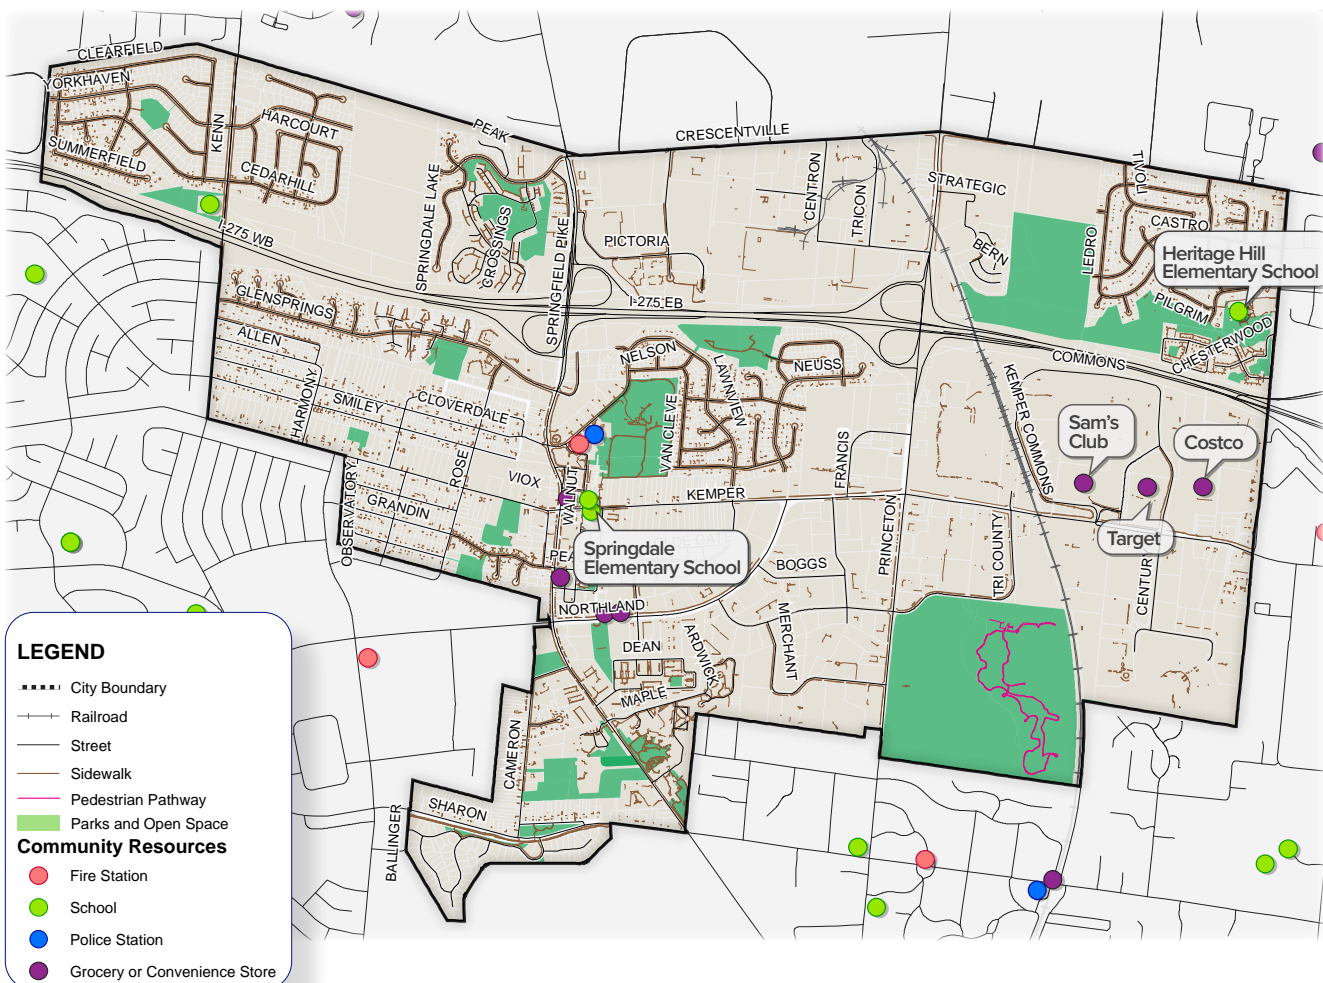 CLEARFIELD
YORKHAVEN
KENN
HARCOURT
SUMMERFIELD
CEDARHILL
I-275 WB
PEAK
SPRINGDALE LAKE
CROSSINGS
SPRINGFIELD PIKE
CRESCENTVILLE
PICTORIA
CENTRON
TRICON
STRATEGIC
BERN
TIVOLI
CASTRO
LEDRO
Heritage Hill
Elementary School
PILGRIM
CHESTERWOOD
I-275 EB
COMMONS
GLENSPRINGS
ALLEN
HARMONY
SMILEY
CLOVERDALE
NELSON
LAWNVIEW
NEUSS
VAN CLEVE
KEMPER COMMONS
Sam's
Club
Costco
Target
FRANCIS
KEMPER
VIOX
ROSE
WALNUT
GRANDIN
OBSERVATORY
PRINCETON
TRI COUNTY
CENTURY
Springdale
Elementary School
BOGGS
NORTHLAND
MERCHANT
DEAN
ARDWICK
MAPLE
CAMERON
SHARON
BALLINGER
LEGEND
City Boundary
Railroad
Street
Sidewalk
Pedestrian Pathway
Parks and Open Space
Community Resources
Fire Station
School
Police Station
Grocery or Convenience Store